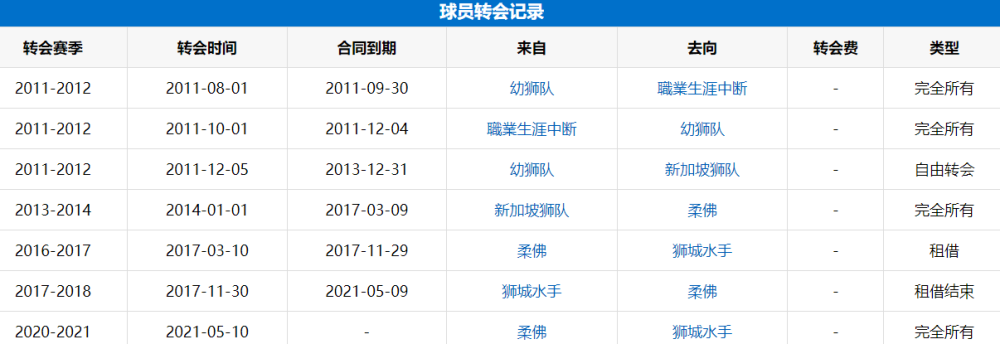 球员转会记录
转会赛季 转会时间 合同到期 来自 去向 转会费 类型
2011-2012 2011-08-01 2011-09-30 幼狮队 職業生涯中断 - 完全所有
2011-2012 2011-10-01 2011-12-04 職業生涯中断 幼狮队 - 完全所有
2011-2012 2011-12-05 2013-12-31 幼狮队 新加坡狮队 - 自由转会
2013-2014 2014-01-01 2017-03-09 新加坡狮队 柔佛 - 完全所有
2016-2017 2017-03-10 2017-11-29 柔佛 狮城水手 - 租借
2017-2018 2017-11-30 2021-05-09 狮城水手 柔佛 - 租借结束
2020-2021 2021-05-10 - 柔佛 狮城水手 - 完全所有